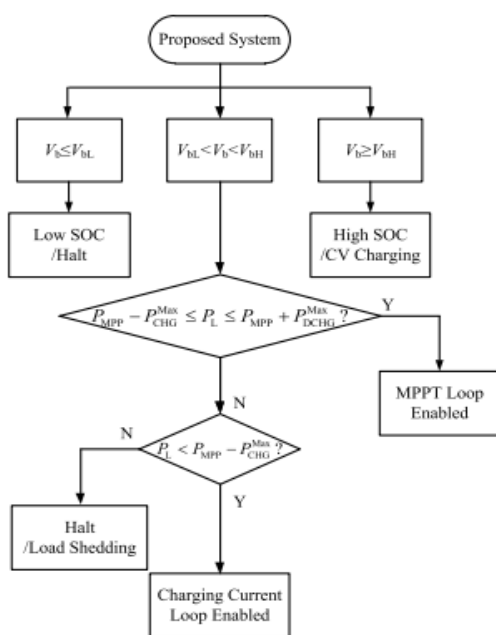 Proposed System
V_b≤V_bL
V_bL<V_b<V_bH
V_b≥V_bH
Low SOC
/Halt
High SOC
/CV Charging
P_MPP − P_CHG^Max ≤ P_L ≤ P_MPP + P_DCHG^Max ?
Y
MPPT Loop
Enabled
N
N
P_L < P_MPP − P_CHG^Max ?
Y
Halt
/Load Shedding
Charging Current
Loop Enabled